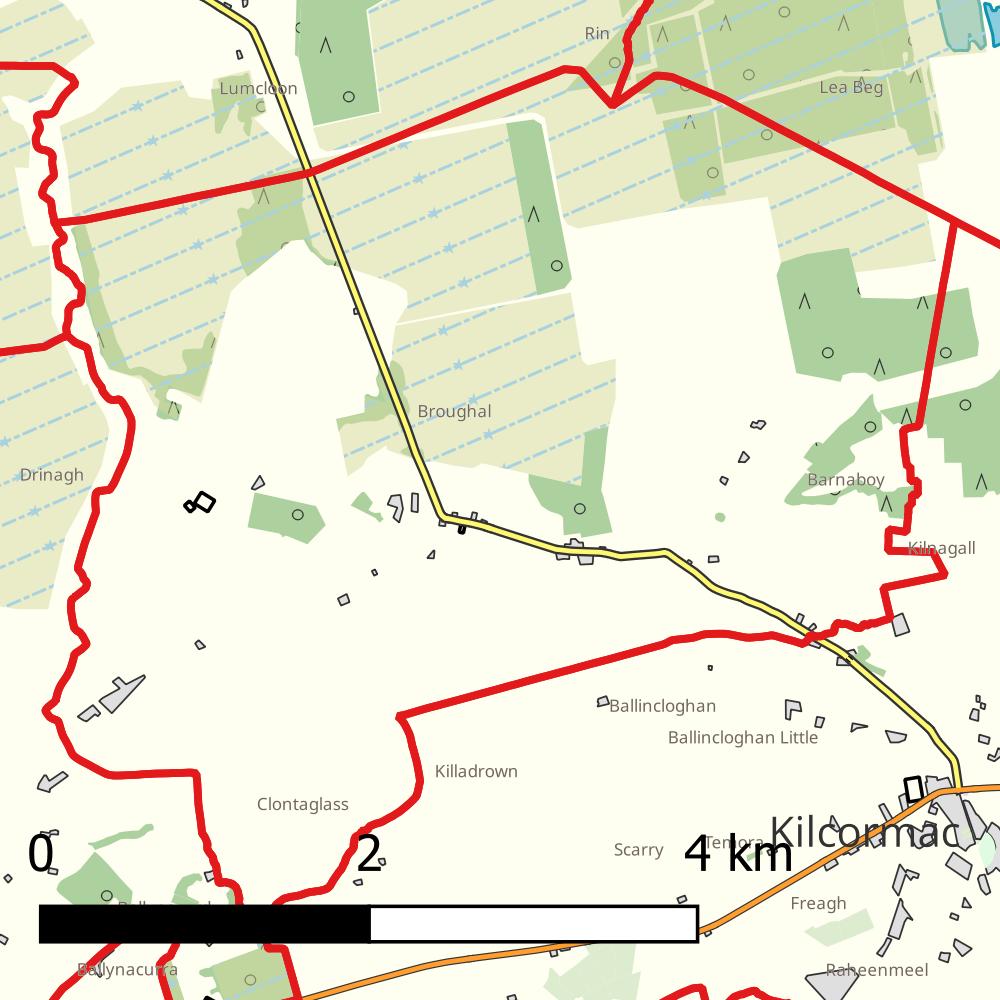 Rin
Lumcloon
Lea Beg
Broughal
Drinagh
Barnaboy
Kilnagall
Ballincloghan
Ballincloghan Little
Killadrown
Clontaglass
Kilcormac
Temora
Scarry
0 2 4 km
Freagh
Ballynacurra
Raheenmeel